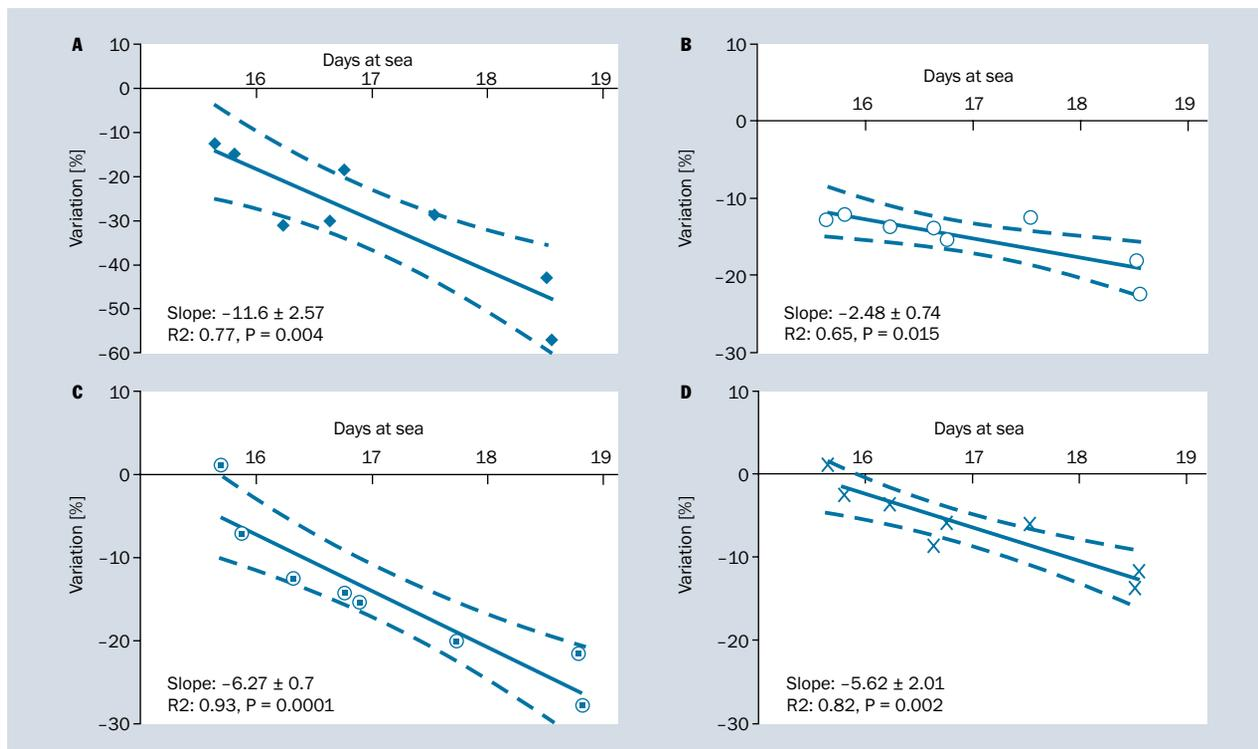 A
10
Days at sea
16 17 18 19
0
–10
–20
–30
–40
–50
–60
Variation [%]
Slope: –11.6 ± 2.57
R2: 0.77, P = 0.004
B
10
Days at sea
16 17 18 19
0
–10
–20
–30
Variation [%]
Slope: –2.48 ± 0.74
R2: 0.65, P = 0.015
C
10
Days at sea
16 17 18 19
0
–10
–20
–30
Variation [%]
Slope: –6.27 ± 0.7
R2: 0.93, P = 0.0001
D
10
Days at sea
16 17 18 19
0
–10
–20
–30
Variation [%]
Slope: –5.62 ± 2.01
R2: 0.82, P = 0.002